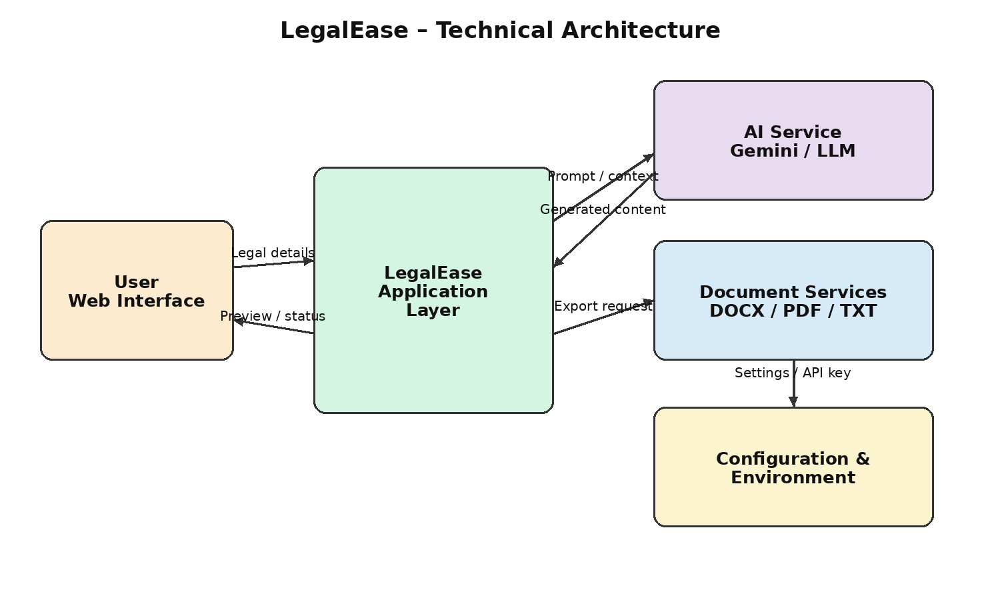 LegalEase – Technical Architecture
AI Service
Gemini / LLM
Prompt / context
Generated content
Legal details
User
Web Interface
Preview / status
LegalEase
Application
Layer
Export request
Document Services
DOCX / PDF / TXT
Settings / API key
Configuration &
Environment